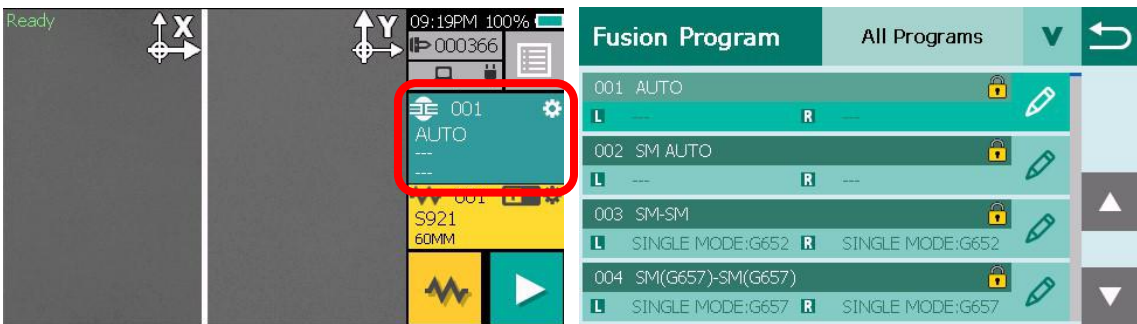 Ready
X
Y
09:19PM 100%
000366
001
AUTO
---
---
001
S921
60MM
Fusion Program
All Programs
V
001 AUTO
L --- R ---
002 SM AUTO
L --- R ---
003 SM-SM
L SINGLE MODE:G652 R SINGLE MODE:G652
004 SM(G657)-SM(G657)
L SINGLE MODE:G657 R SINGLE MODE:G657